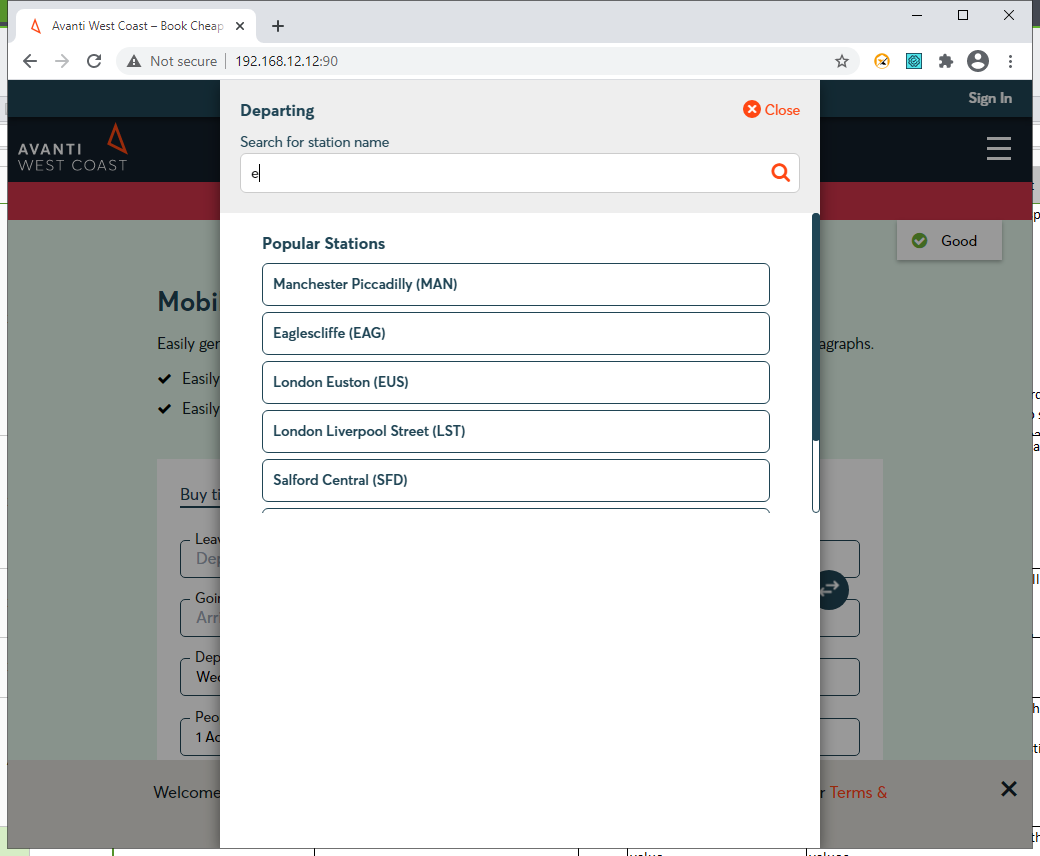 Avanti West Coast – Book Cheap
Not secure
192.168.12.12:90
Sign In
AVANTI
WEST COAST
Departing
Close
Search for station name
e
Good
Popular Stations
Manchester Piccadilly (MAN)
Eaglescliffe (EAG)
London Euston (EUS)
London Liverpool Street (LST)
Salford Central (SFD)
Mobi
Easily ger
agraphs.
Easily
Easily
Buy ti
Leav
Dep
Goin
Arr
Dep
Wed
Peo
1 Ad
Welcome
r Terms &
value
values